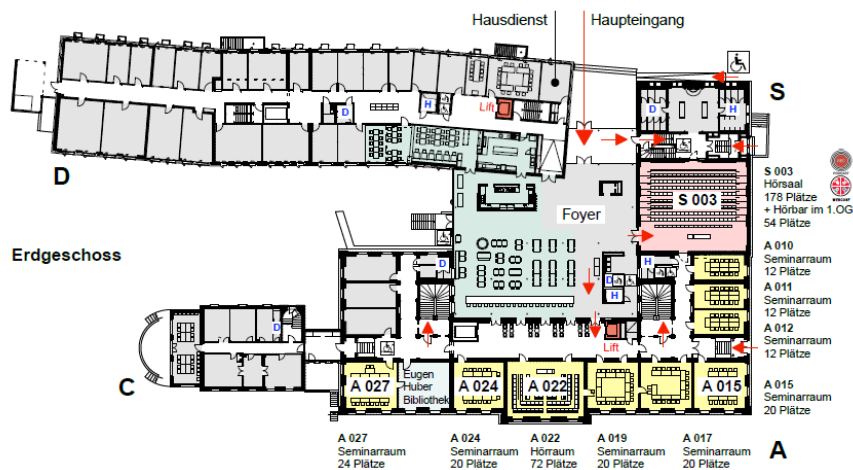 Hausdienst
Haupteingang
S
Lift
D
H
D
H
D
S 003
Hörsaal
178 Plätze
+ Hörbar im 1.OG
54 Plätze
S 003
Foyer
Erdgeschoss
A 010
Seminarraum
12 Plätze
A 011
Seminarraum
12 Plätze
A 012
Seminarraum
12 Plätze
D
H
D
H
D
Lift
C
A 027
Eugen
Huber
Bibliothek
A 024
A 022
A 015
A 015
Seminarraum
20 Plätze
A 027
Seminarraum
24 Plätze
A 024
Seminarraum
20 Plätze
A 022
Hörraum
72 Plätze
A 019
Seminarraum
20 Plätze
A 017
Seminarraum
20 Plätze
A